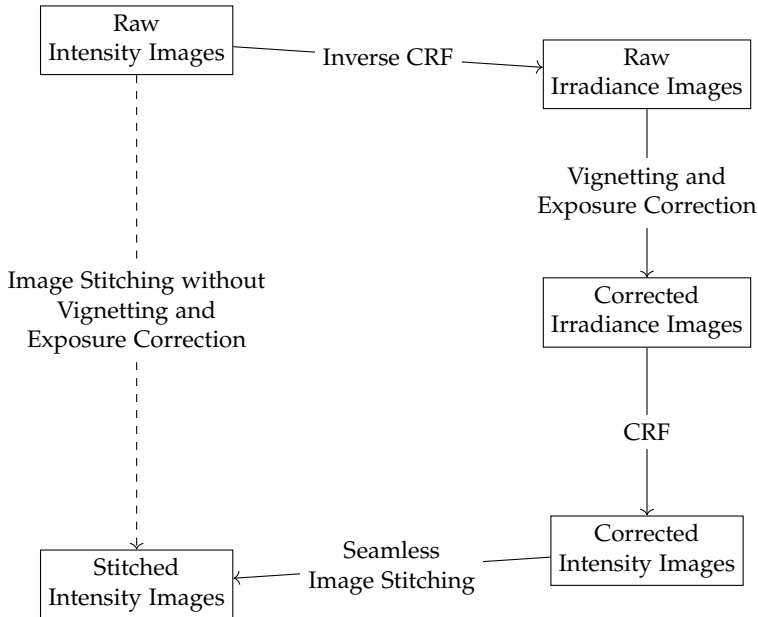 Raw
Intensity Images
Inverse CRF
Raw
Irradiance Images
Vignetting and
Exposure Correction
Image Stitching without
Vignetting and
Exposure Correction
Corrected
Irradiance Images
CRF
Corrected
Intensity Images
Seamless
Image Stitching
Stitched
Intensity Images